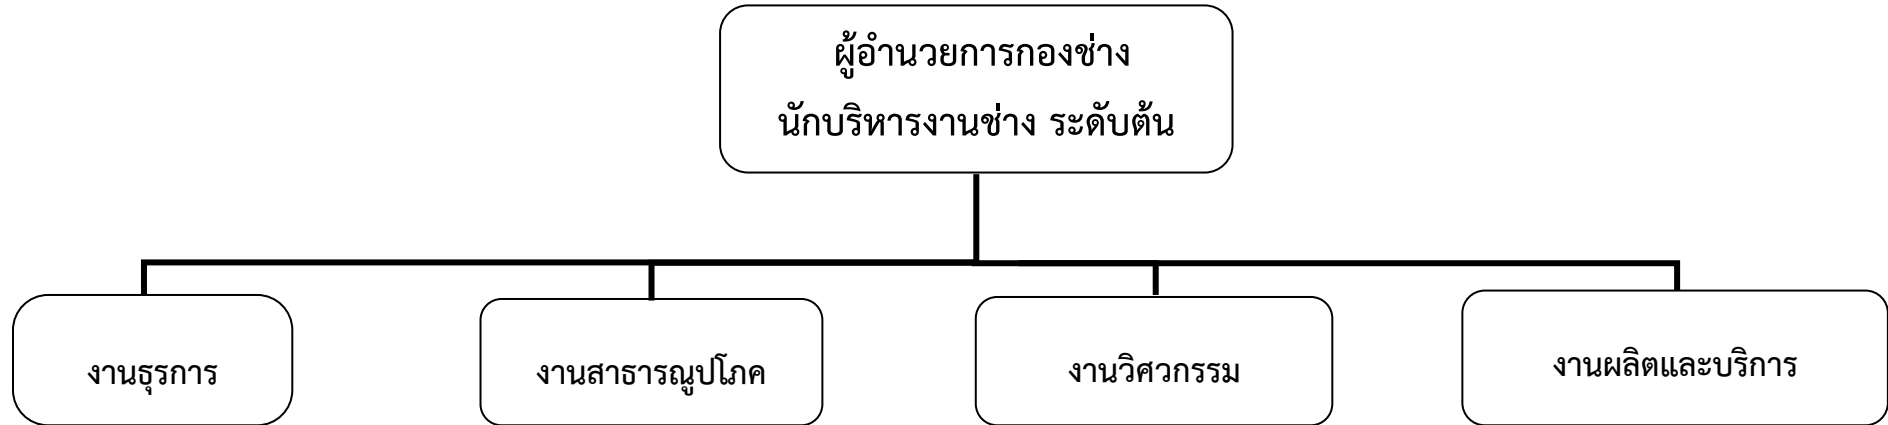 ผู้อำนวยการกองช่าง
นักบริหารงานช่าง ระดับต้น
งานธุรการ
งานสาธารณูปโภค
งานวิศวกรรม
งานผลิตและบริการ